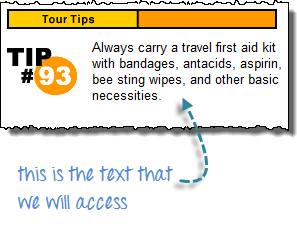 Tour Tips
TIP
#93
Always carry a travel first aid kit
with bandages, antacids, aspirin,
bee sting wipes, and other basic
necessities.
this is the text that
we will access